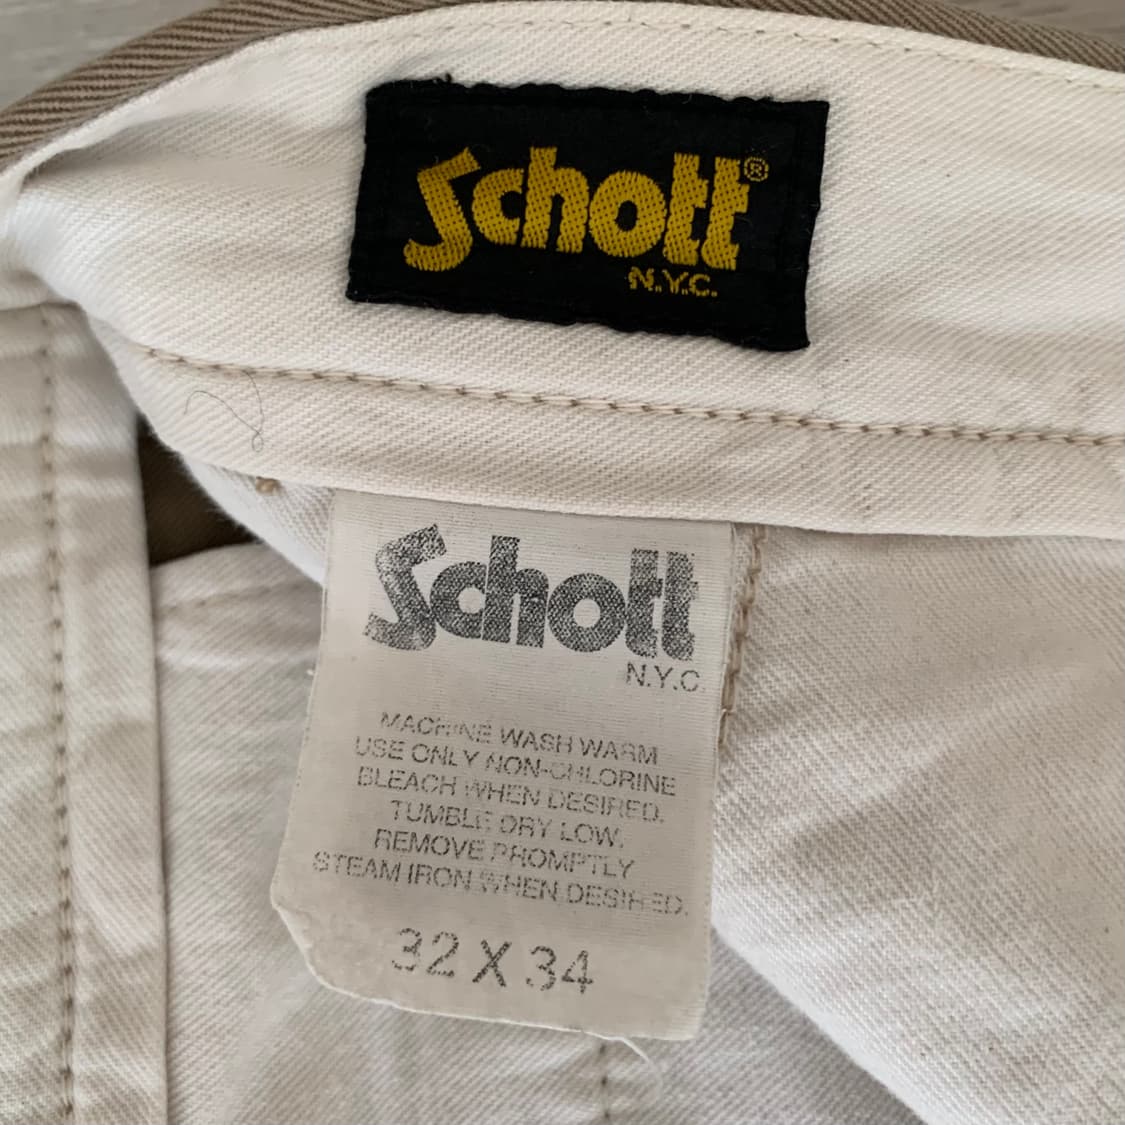 Schott®
N.Y.C.
Schott
N.Y.C.
MACHINE WASH WARM
USE ONLY NON-CHLORINE
BLEACH WHEN DESIRED.
TUMBLE DRY LOW.
REMOVE PROMPTLY
STEAM IRON WHEN DESIRED.
32 X 34